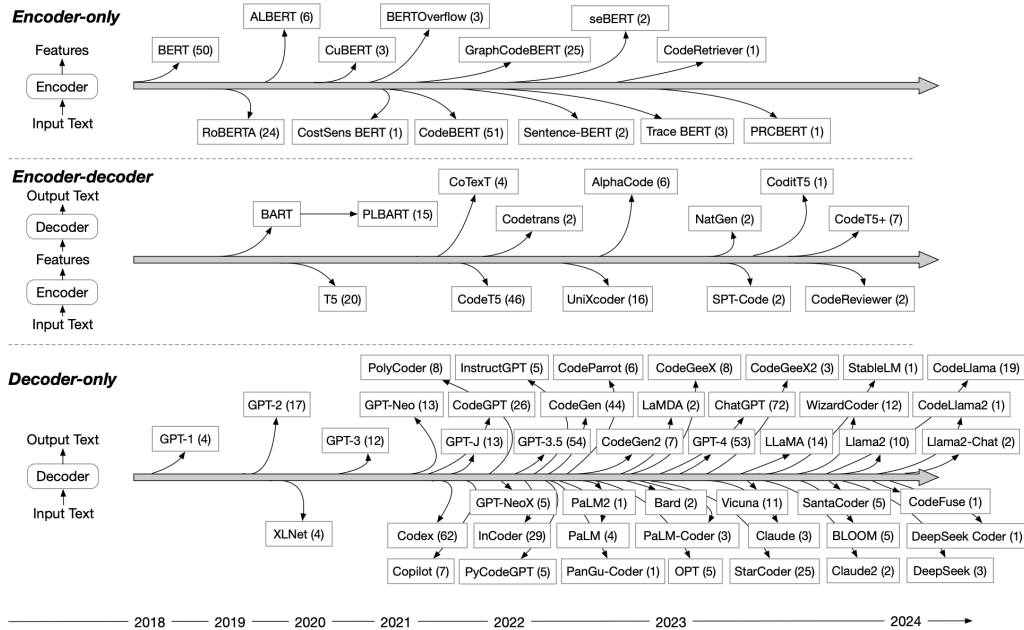 Encoder-only
ALBERT (6)
BERTOverflow (3)
seBERT (2)
Features
BERT (50)
CuBERT (3)
GraphCodeBERT (25)
CodeRetriever (1)
Encoder
Input Text
RoBERTA (24)
CostSens BERT (1)
CodeBERT (51)
Sentence-BERT (2)
Trace BERT (3)
PRCBERT (1)
Encoder-decoder
Output Text
CoTexT (4)
AlphaCode (6)
CoditT5 (1)
Decoder
BART
PLBART (15)
Codetrans (2)
NatGen (2)
CodeT5+ (7)
Features
Encoder
T5 (20)
CodeT5 (46)
UniXcoder (16)
SPT-Code (2)
CodeReviewer (2)
Input Text
Decoder-only
PolyCoder (8)
InstructGPT (5)
CodeParrot (6)
CodeGeeX (8)
CodeGeeX2 (3)
StableLM (1)
CodeLlama (19)
GPT-2 (17)
GPT-Neo (13)
CodeGPT (26)
CodeGen (44)
LaMDA (2)
ChatGPT (72)
WizardCoder (12)
CodeLlama2 (1)
Output Text
GPT-1 (4)
GPT-3 (12)
GPT-J (13)
GPT-3.5 (54)
CodeGen2 (7)
GPT-4 (53)
LLaMA (14)
Llama2 (10)
Llama2-Chat (2)
Decoder
Input Text
GPT-NeoX (5)
PaLM2 (1)
Bard (2)
Vicuna (11)
SantaCoder (5)
CodeFuse (1)
XLNet (4)
Codex (62)
InCoder (29)
PaLM (4)
PaLM-Coder (3)
Claude (3)
BLOOM (5)
DeepSeek Coder (1)
Copilot (7)
PyCodeGPT (5)
PanGu-Coder (1)
OPT (5)
StarCoder (25)
Claude2 (2)
DeepSeek (3)
2018
2019
2020
2021
2022
2023
2024